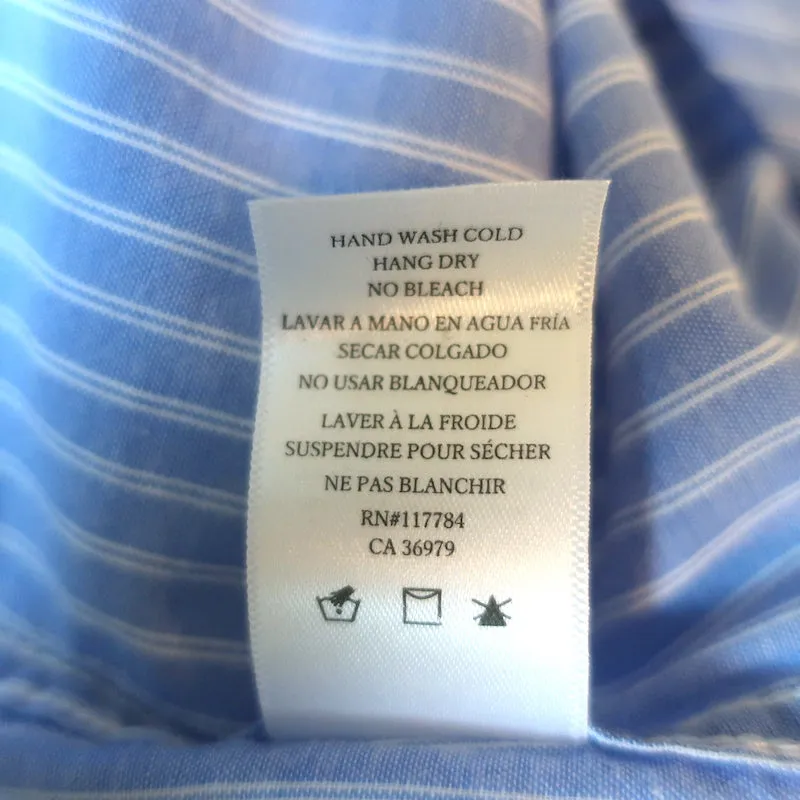 HAND WASH COLD
HANG DRY
NO BLEACH
LAVAR A MANO EN AGUA FRÍA
SECAR COLGADO
NO USAR BLANQUEADOR
LAVER À LA FROIDE
SUSPENDRE POUR SÉCHER
NE PAS BLANCHIR
RN#117784
CA 36979